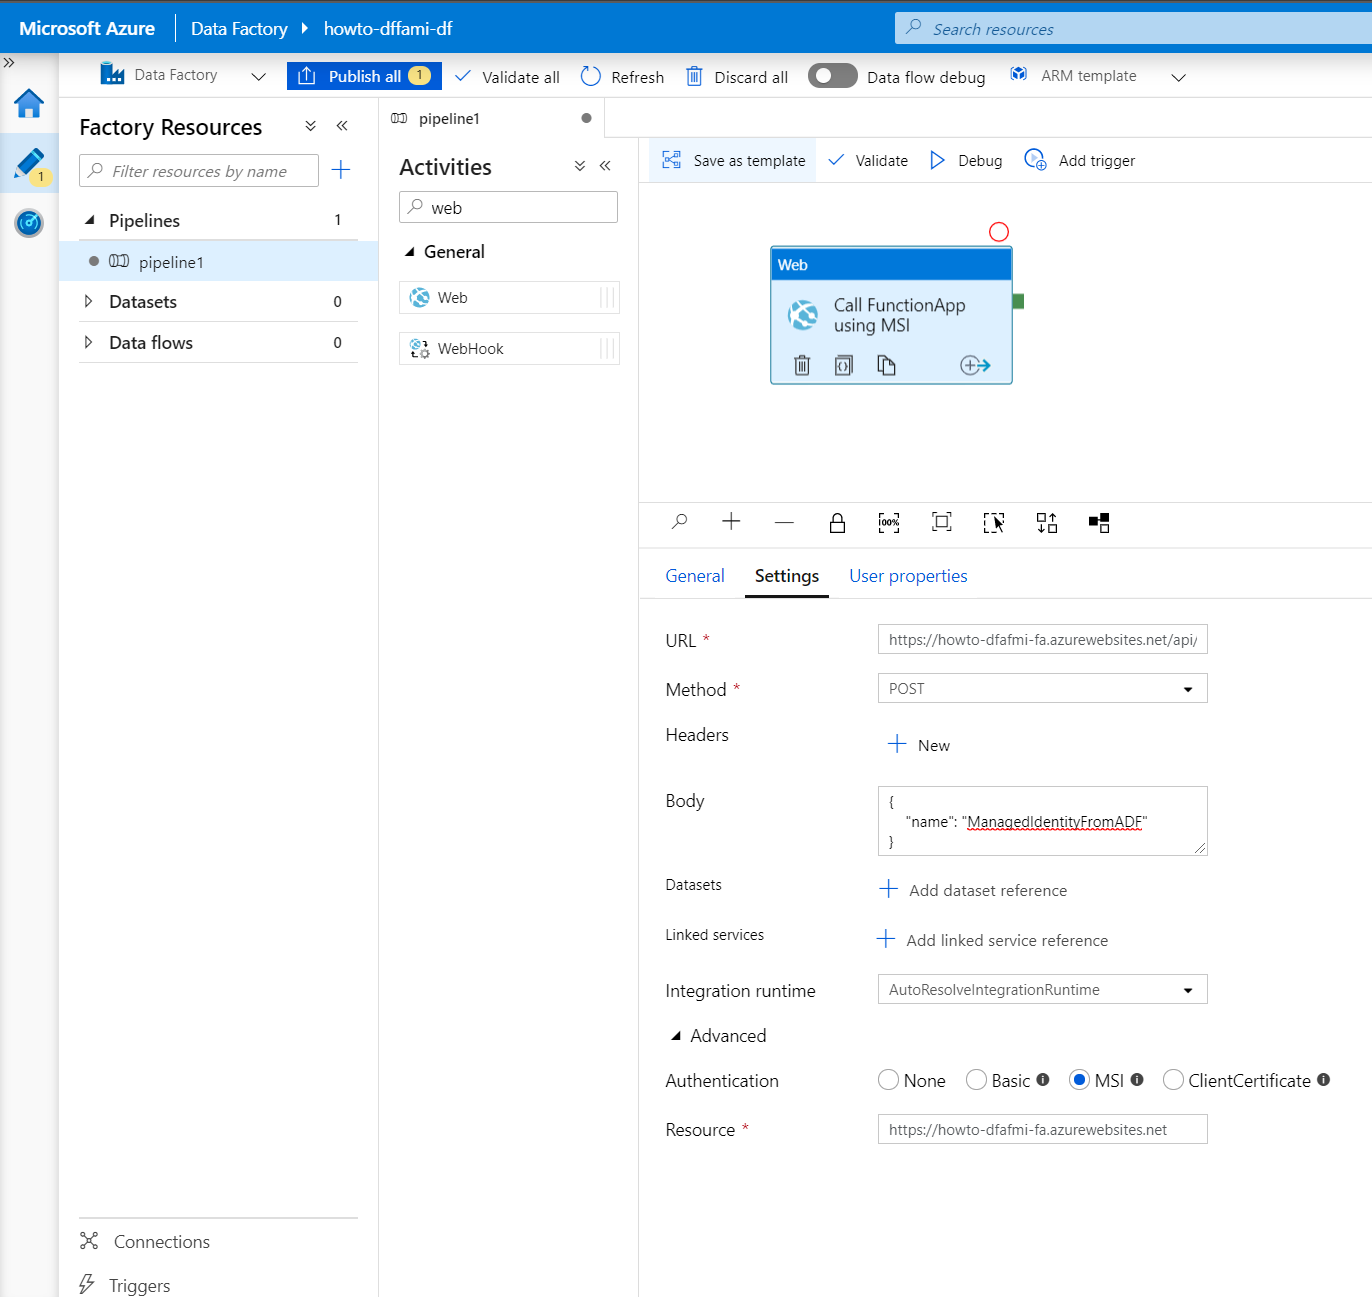 Microsoft Azure Data Factory howto-dffami-df Search resources
Data Factory Publish all 1 Validate all Refresh Discard all Data flow debug ARM template
Factory Resources
Filter resources by name
1
Pipelines 1
pipeline1
Datasets 0
Data flows 0
Connections
Triggers
pipeline1
Activities
web
General
Web
WebHook
Save as template Validate Debug Add trigger
Web
Call FunctionApp
using MSI
100%
General Settings User properties
URL * https://howto-dfafmi-fa.azurewebsites.net/api/
Method * POST
Headers New
Body {
"name": "ManagedIdentityFromADF"
}
Datasets Add dataset reference
Linked services Add linked service reference
Integration runtime AutoResolveIntegrationRuntime
Advanced
Authentication None Basic MSI ClientCertificate
Resource * https://howto-dfafmi-fa.azurewebsites.net